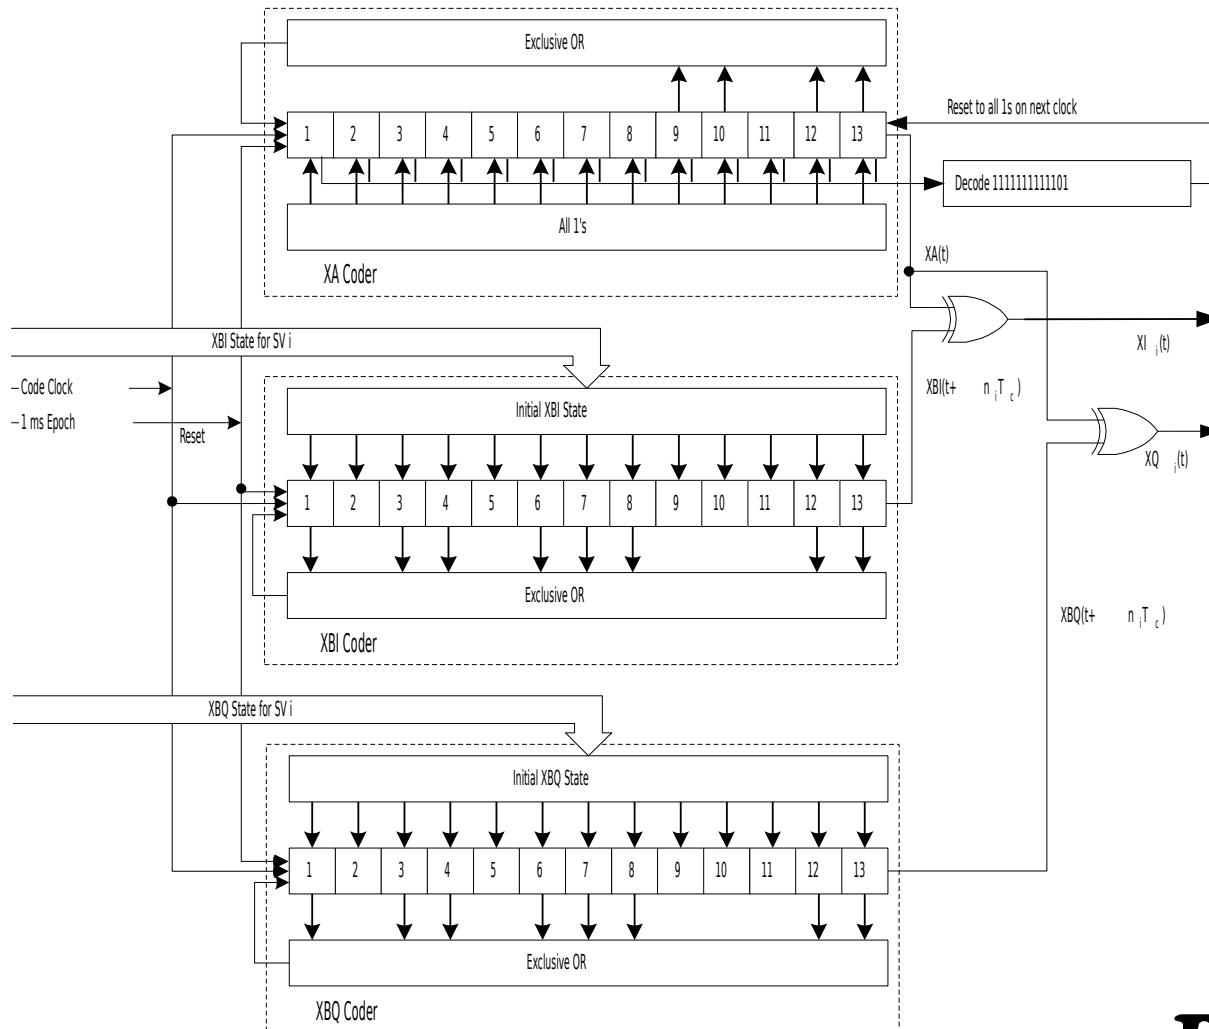 Exclusive OR
Reset to all 1s on next clock
1 2 3 4 5 6 7 8 9 10 11 12 13
Decode 1111111111101
All 1's
XA(t)
XA Coder
XBI State for SV i
XI i (t)
– Code Clock
XBI(t+ n i T c )
Initial XBI State
– 1 ms Epoch
Reset
XQ i (t)
1 2 3 4 5 6 7 8 9 10 11 12 13
Exclusive OR
XBQ(t+ n i T c )
XBI Coder
XBQ State for SV i
Initial XBQ State
1 2 3 4 5 6 7 8 9 10 11 12 13
Exclusive OR
XBQ Coder